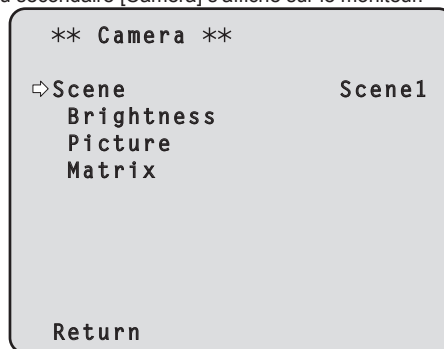 secondaire [Camera] s'affiche sur le moniteur.
** Camera **
⇨Scene Scene1
Brightness
Picture
Matrix
Return